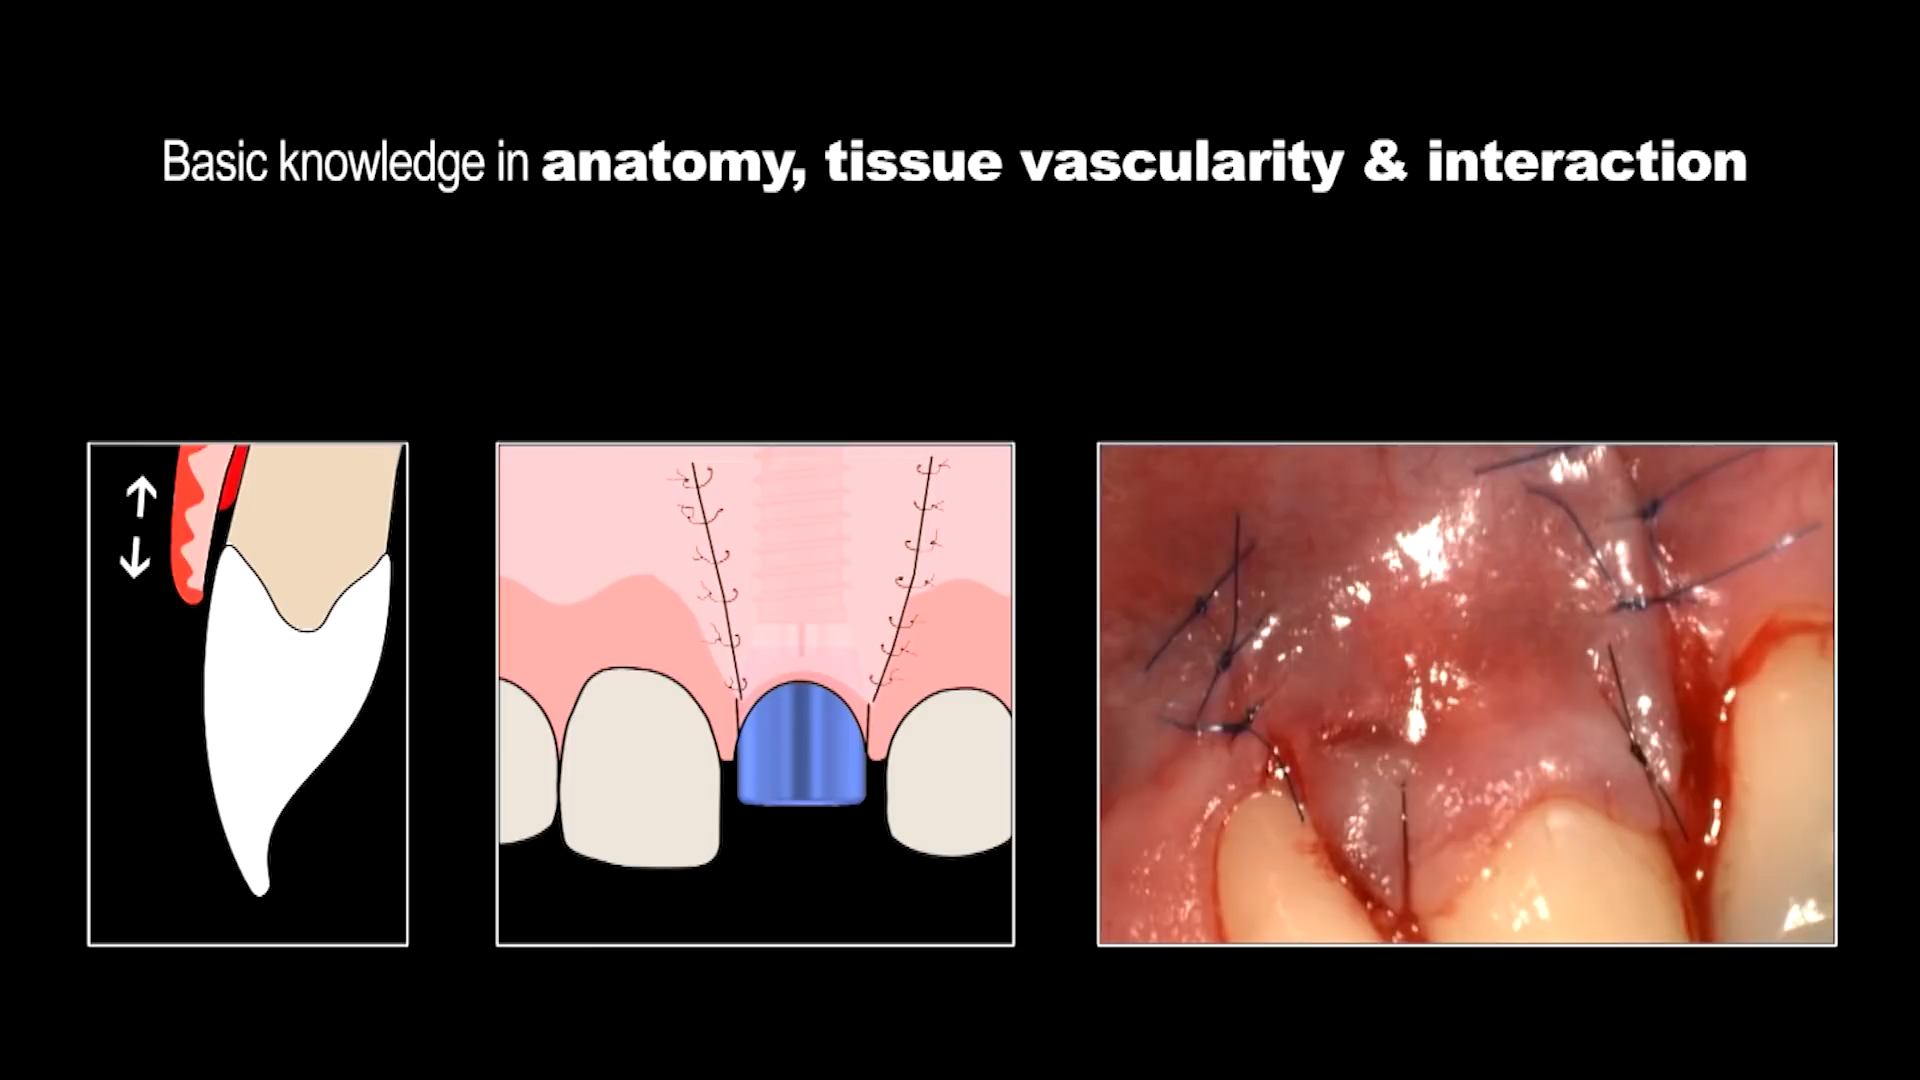 Basic knowledge in anatomy, tissue vascularity & interaction